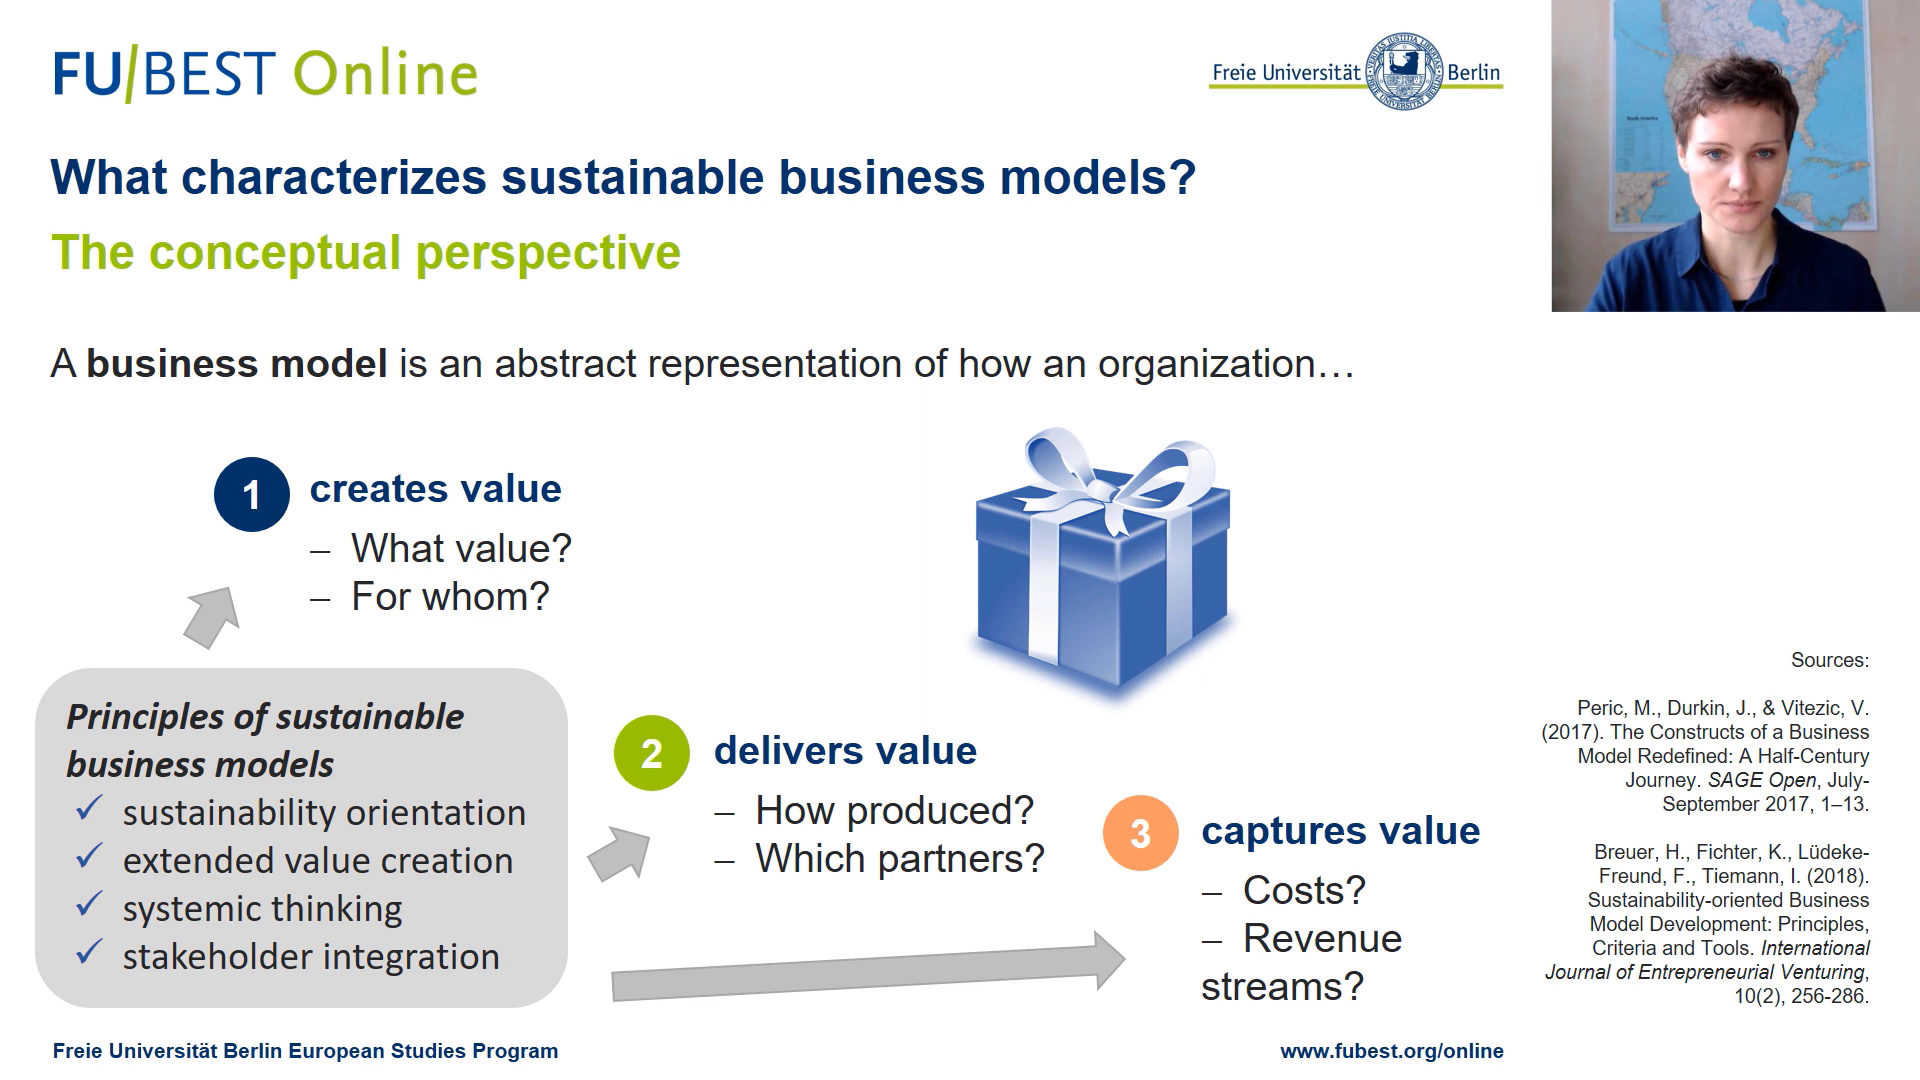 FU/BEST Online
Freie Universität Berlin
What characterizes sustainable business models?
The conceptual perspective
A business model is an abstract representation of how an organization…
1 creates value
– What value?
– For whom?
Principles of sustainable
business models
✓ sustainability orientation
✓ extended value creation
✓ systemic thinking
✓ stakeholder integration
2 delivers value
– How produced?
– Which partners?
3 captures value
– Costs?
– Revenue
streams?
Sources:
Peric, M., Durkin, J., & Vitezic, V.
(2017). The Constructs of a Business
Model Redefined: A Half-Century
Journey. SAGE Open, July-
September 2017, 1–13.
Breuer, H., Fichter, K., Lüdeke-
Freund, F., Tiemann, I. (2018).
Sustainability-oriented Business
Model Development: Principles,
Criteria and Tools. International
Journal of Entrepreneurial Venturing,
10(2), 256-286.
Freie Universität Berlin European Studies Program
www.fubest.org/online